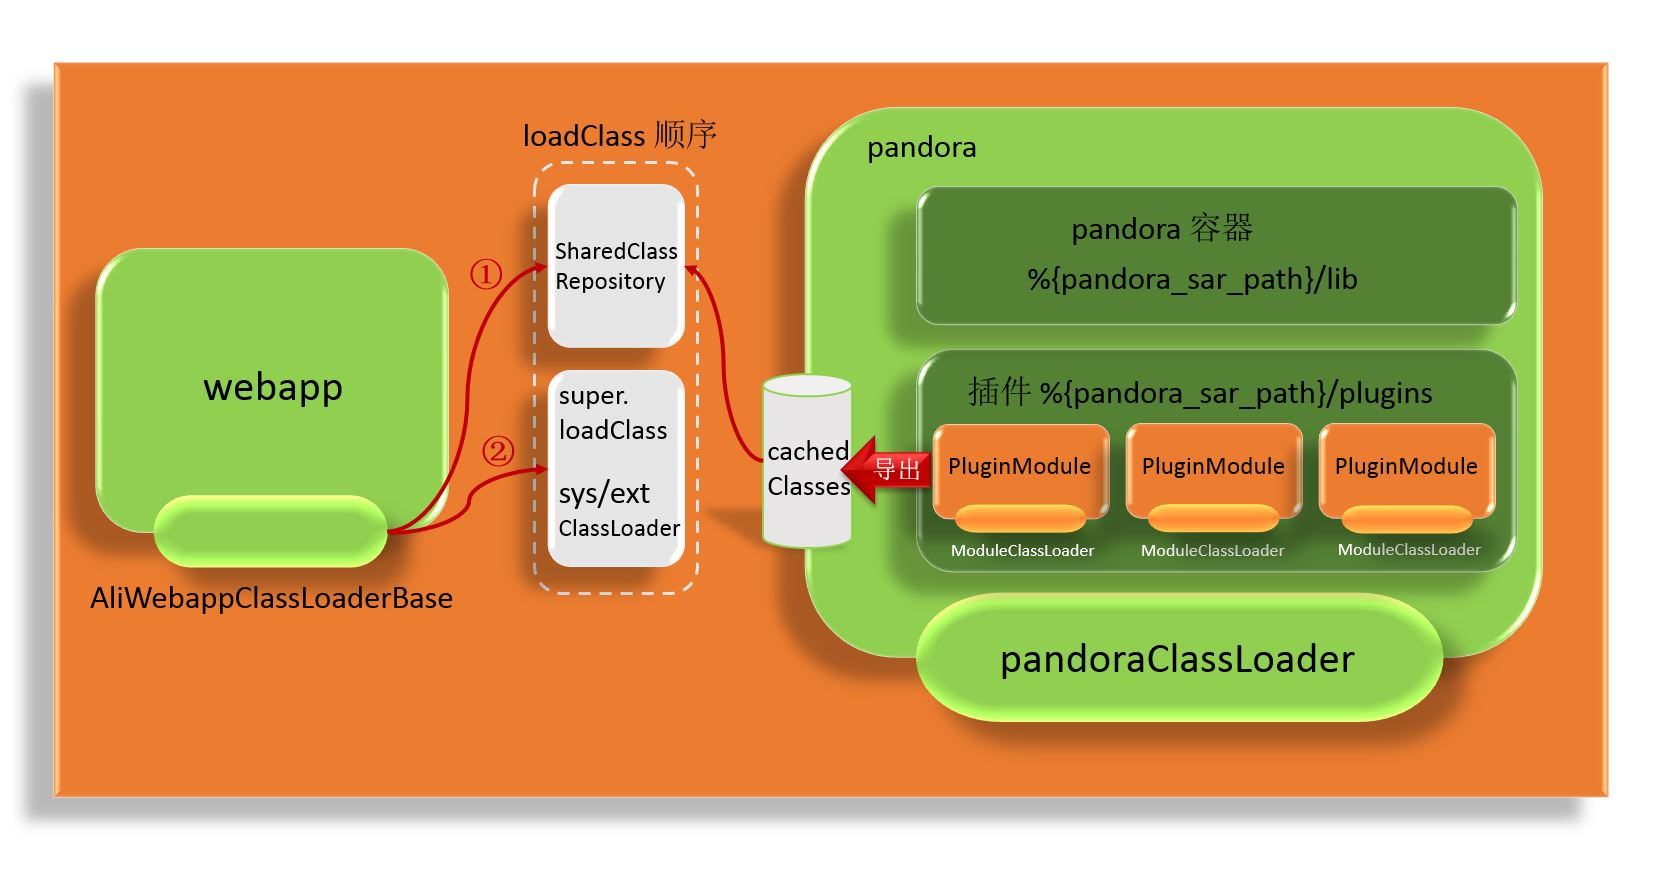 loadClass 顺序
SharedClass
Repository
super.
loadClass
sys/ext
ClassLoader
①
②
webapp
AliWebappClassLoaderBase
cached
Classes
导出
pandora
pandora 容器
%{pandora_sar_path}/lib
插件 %{pandora_sar_path}/plugins
PluginModule
PluginModule
PluginModule
ModuleClassLoader
ModuleClassLoader
ModuleClassLoader
pandoraClassLoader